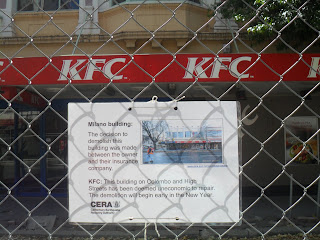 KFC
KFC
Milano building:
The decision to
demolish this
building was made
between the owner
and their insurance
company.
KFC: This building on Colombo and High
Streets has been deemed uneconomic to repair.
The demolition will begin early in the New Year.
CERA